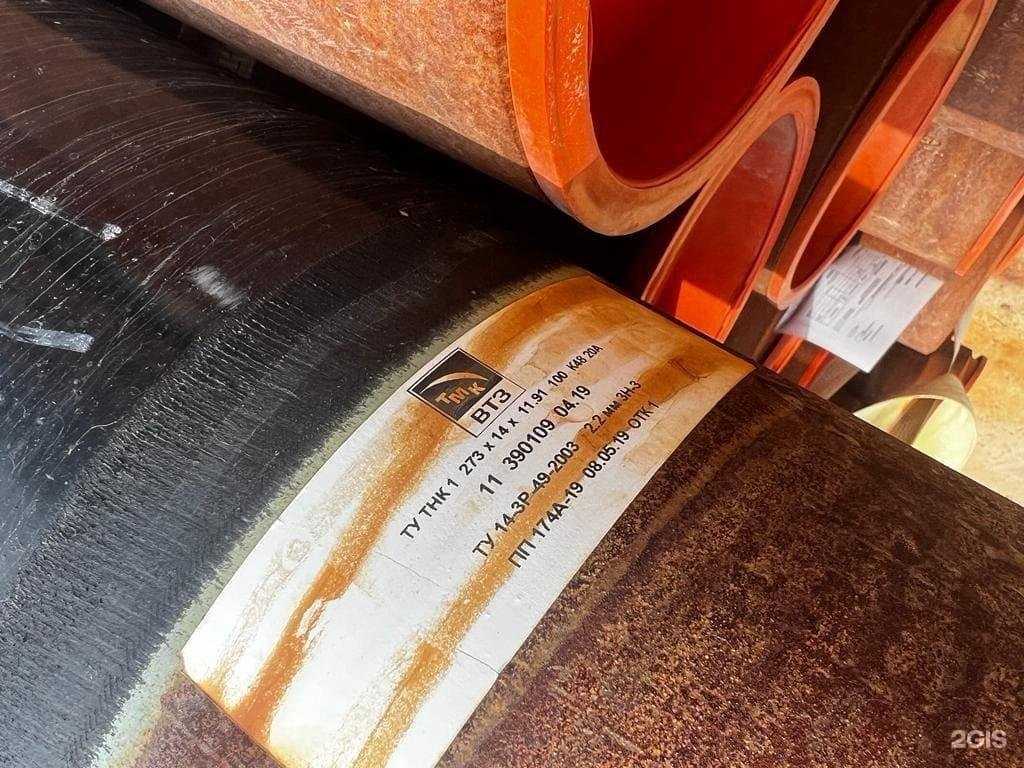 ТМК
ВТЗ
ТУ ТНК 1 273 х 14 х 11.91 100 К48 20А
11 390109 04.19
ТУ 14-3Р-49-2003 2.2 мм ЗН-3
ПП 174А-19 08.05.19 ОТК-1
2GIS